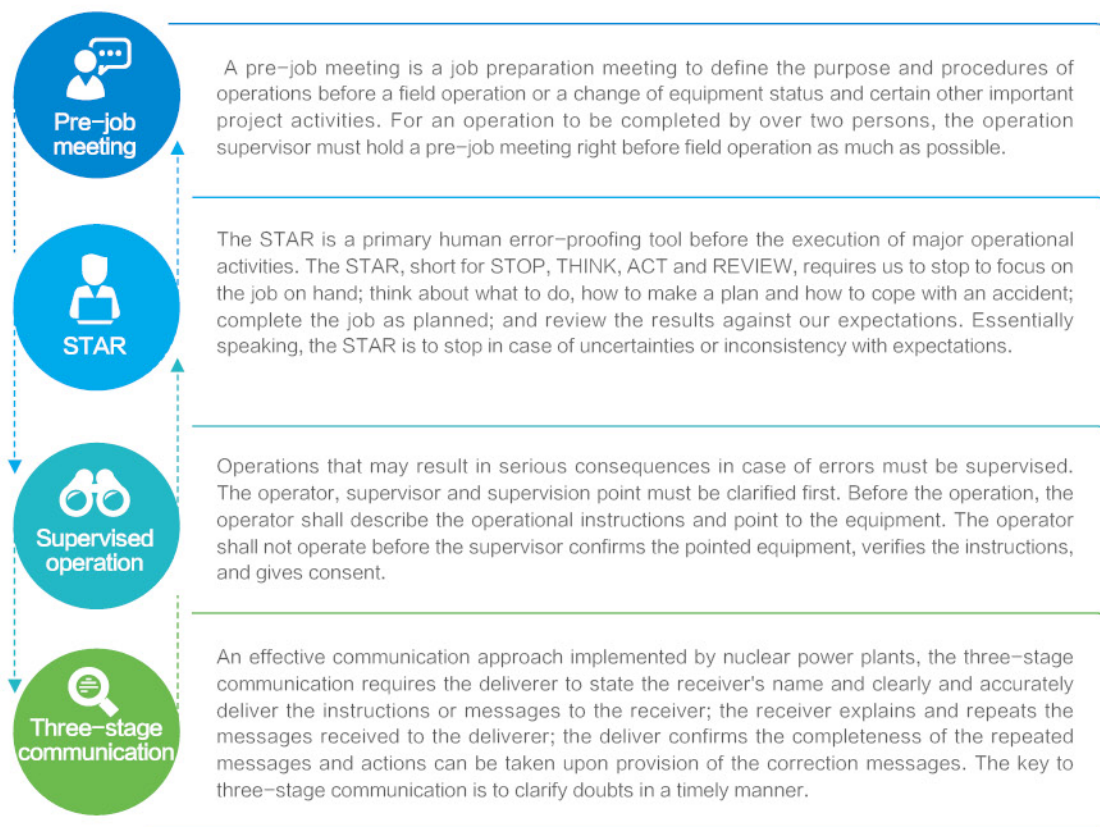 Pre-job
meeting
A pre-job meeting is a job preparation meeting to define the purpose and procedures of
operations before a field operation or a change of equipment status and certain other important
project activities. For an operation to be completed by over two persons, the operation
supervisor must hold a pre-job meeting right before field operation as much as possible.
STAR
The STAR is a primary human error-proofing tool before the execution of major operational
activities. The STAR, short for STOP, THINK, ACT and REVIEW, requires us to stop to focus on
the job on hand; think about what to do, how to make a plan and how to cope with an accident;
complete the job as planned; and review the results against our expectations. Essentially
speaking, the STAR is to stop in case of uncertainties or inconsistency with expectations.
Supervised
operation
Operations that may result in serious consequences in case of errors must be supervised.
The operator, supervisor and supervision point must be clarified first. Before the operation, the
operator shall describe the operational instructions and point to the equipment. The operator
shall not operate before the supervisor confirms the pointed equipment, verifies the instructions,
and gives consent.
Three-stage
communication
An effective communication approach implemented by nuclear power plants, the three-stage
communication requires the deliverer to state the receiver's name and clearly and accurately
deliver the instructions or messages to the receiver; the receiver explains and repeats the
messages received to the deliverer; the deliver confirms the completeness of the repeated
messages and actions can be taken upon provision of the correction messages. The key to
three-stage communication is to clarify doubts in a timely manner.